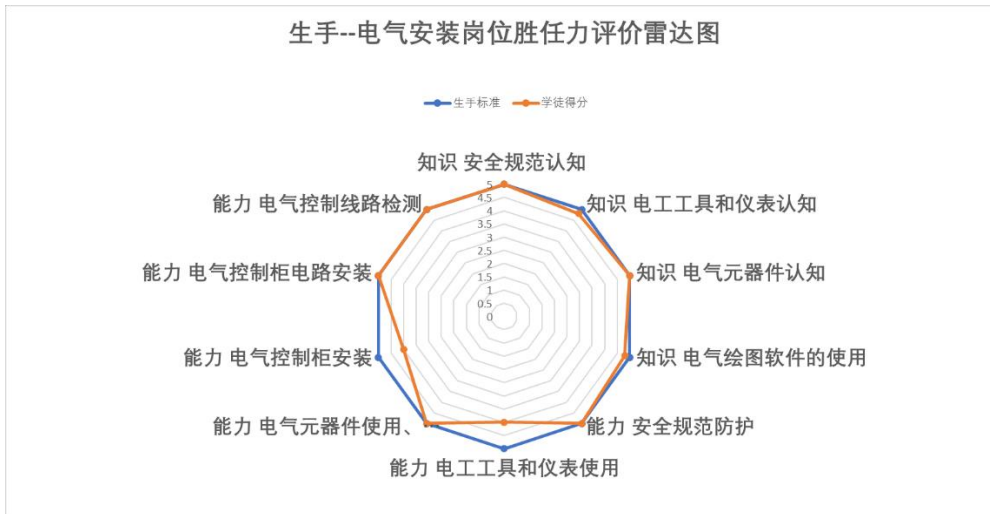 生手--电气安装岗位胜任力评价雷达图
生手标准 学徒得分
知识 安全规范认知
知识 电工工具和仪表认知
知识 电气元器件认知
知识 电气绘图软件的使用
能力 安全规范防护
能力 电工工具和仪表使用
能力 电气元器件使用、
能力 电气控制柜安装
能力 电气控制柜电路安装
能力 电气控制线路检测
5
4.5
4
3.5
3
2.5
2
1.5
1
0.5
0